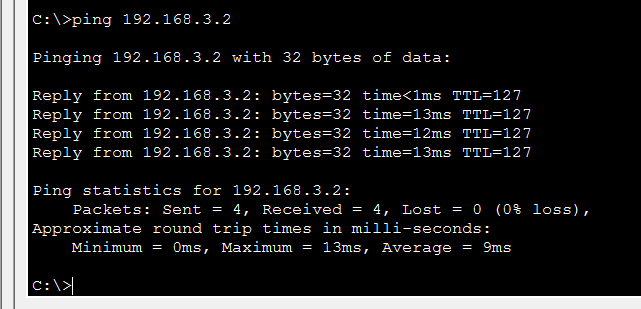 C:\>ping 192.168.3.2
Pinging 192.168.3.2 with 32 bytes of data:
Reply from 192.168.3.2: bytes=32 time<1ms TTL=127
Reply from 192.168.3.2: bytes=32 time=13ms TTL=127
Reply from 192.168.3.2: bytes=32 time=12ms TTL=127
Reply from 192.168.3.2: bytes=32 time=13ms TTL=127
Ping statistics for 192.168.3.2:
    Packets: Sent = 4, Received = 4, Lost = 0 (0% loss),
Approximate round trip times in milli-seconds:
    Minimum = 0ms, Maximum = 13ms, Average = 9ms
C:\>